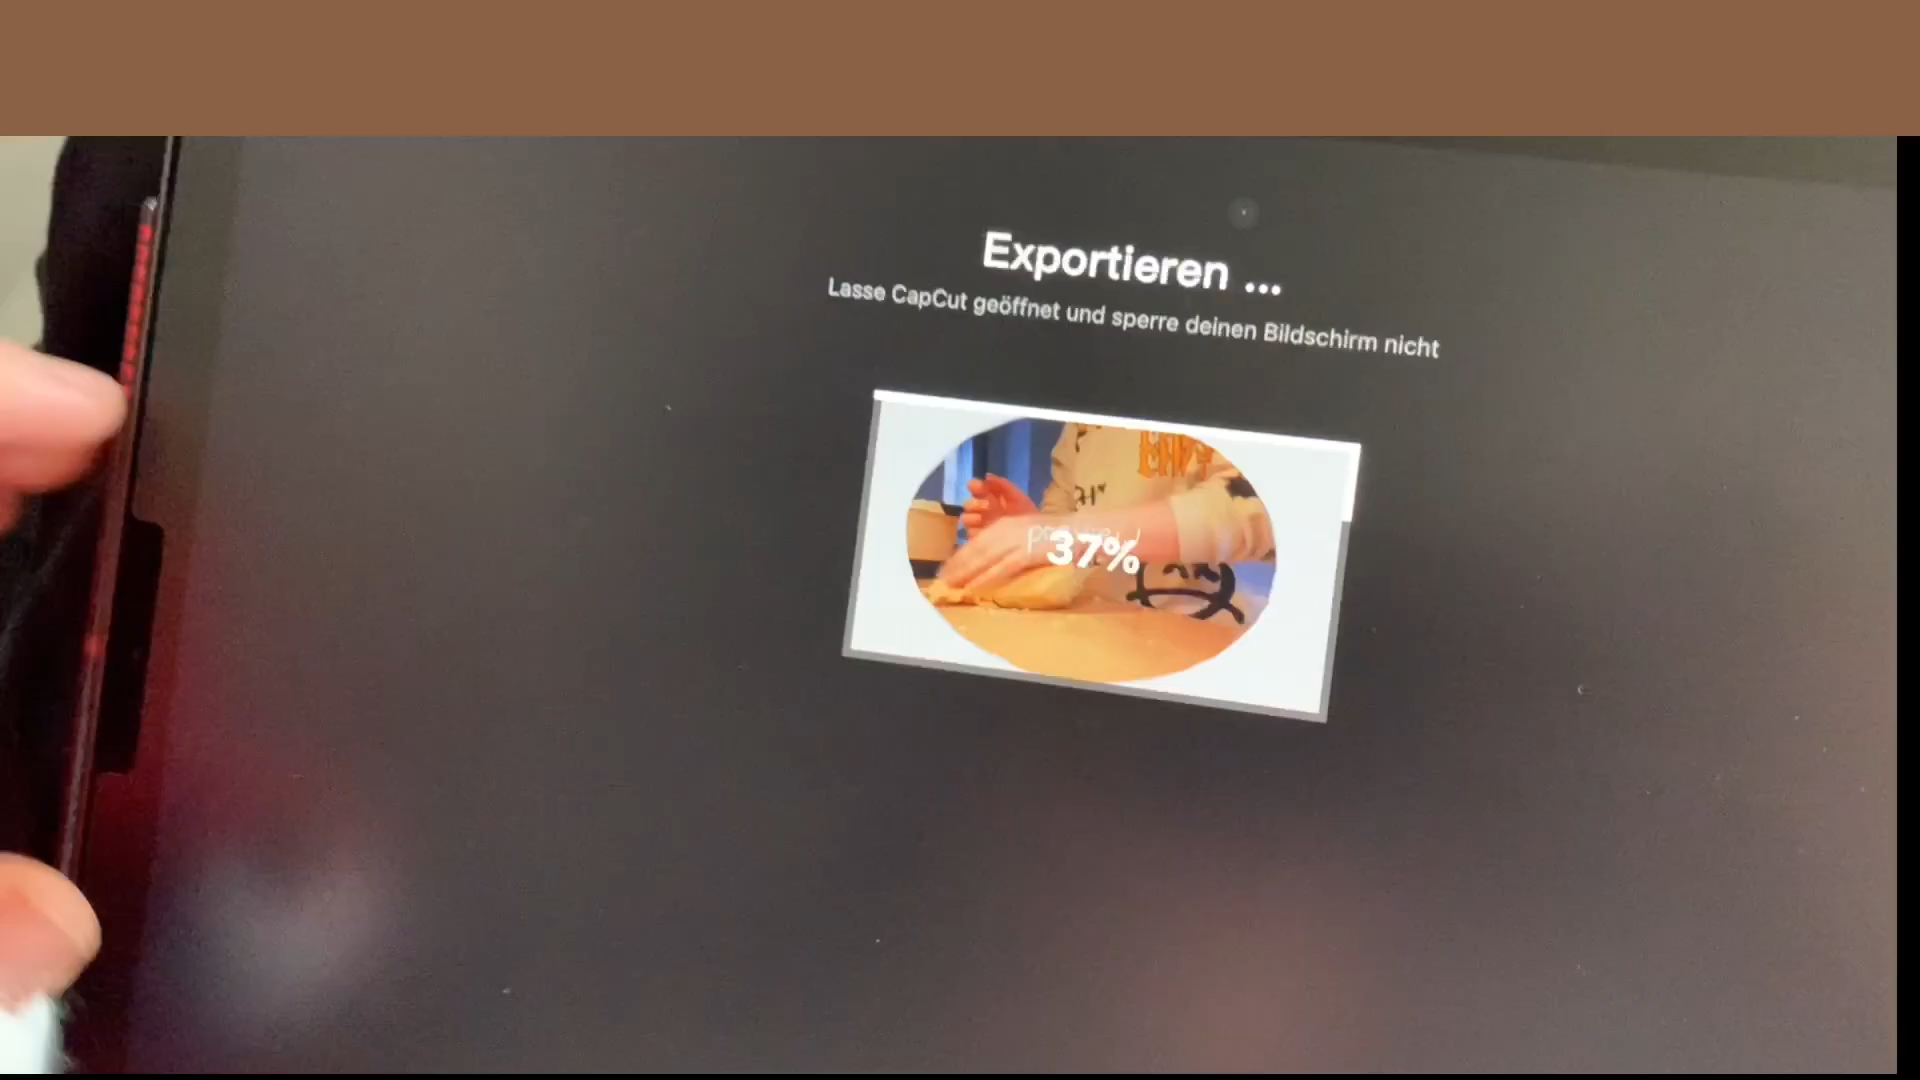 Exportieren ...
Lasse CapCut geöffnet und sperre deinen Bildschirm nicht
37%